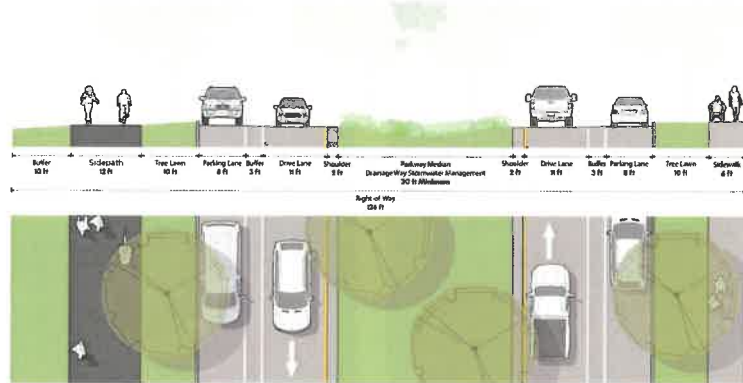 Buffer
10 ft
Sidepath
12 ft
Tree Lawn
10 ft
Parking Lane
8 ft
Buffer
3 ft
Drive Lane
11 ft
Shoulder
2 ft
Parkway Median
Drainage Way Stormwater Management
30 ft Minimum
Shoulder
2 ft
Drive Lane
11 ft
Buffer
3 ft
Parking Lane
8 ft
Tree Lawn
10 ft
Sidewalk
6 ft
Right of Way
126 ft